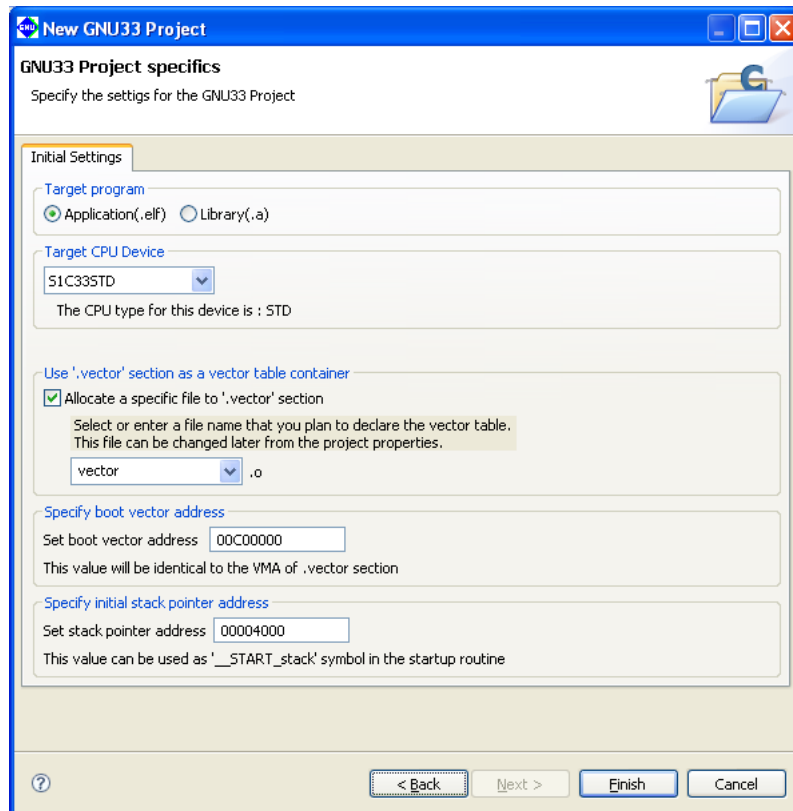 GNU
New GNU33 Project
GNU33 Project specifics
Specify the settigs for the GNU33 Project
C
Initial Settings
Target program
Application(.elf) Library(.a)
Target CPU Device
S1C33STD
The CPU type for this device is : STD
Use '.vector' section as a vector table container
Allocate a specific file to '.vector' section
Select or enter a file name that you plan to declare the vector table.
This file can be changed later from the project properties.
vector .o
Specify boot vector address
Set boot vector address 00C00000
This value will be identical to the VMA of .vector section
Specify initial stack pointer address
Set stack pointer address 00004000
This value can be used as '__START_stack' symbol in the startup routine
? < Back Next > Finish Cancel